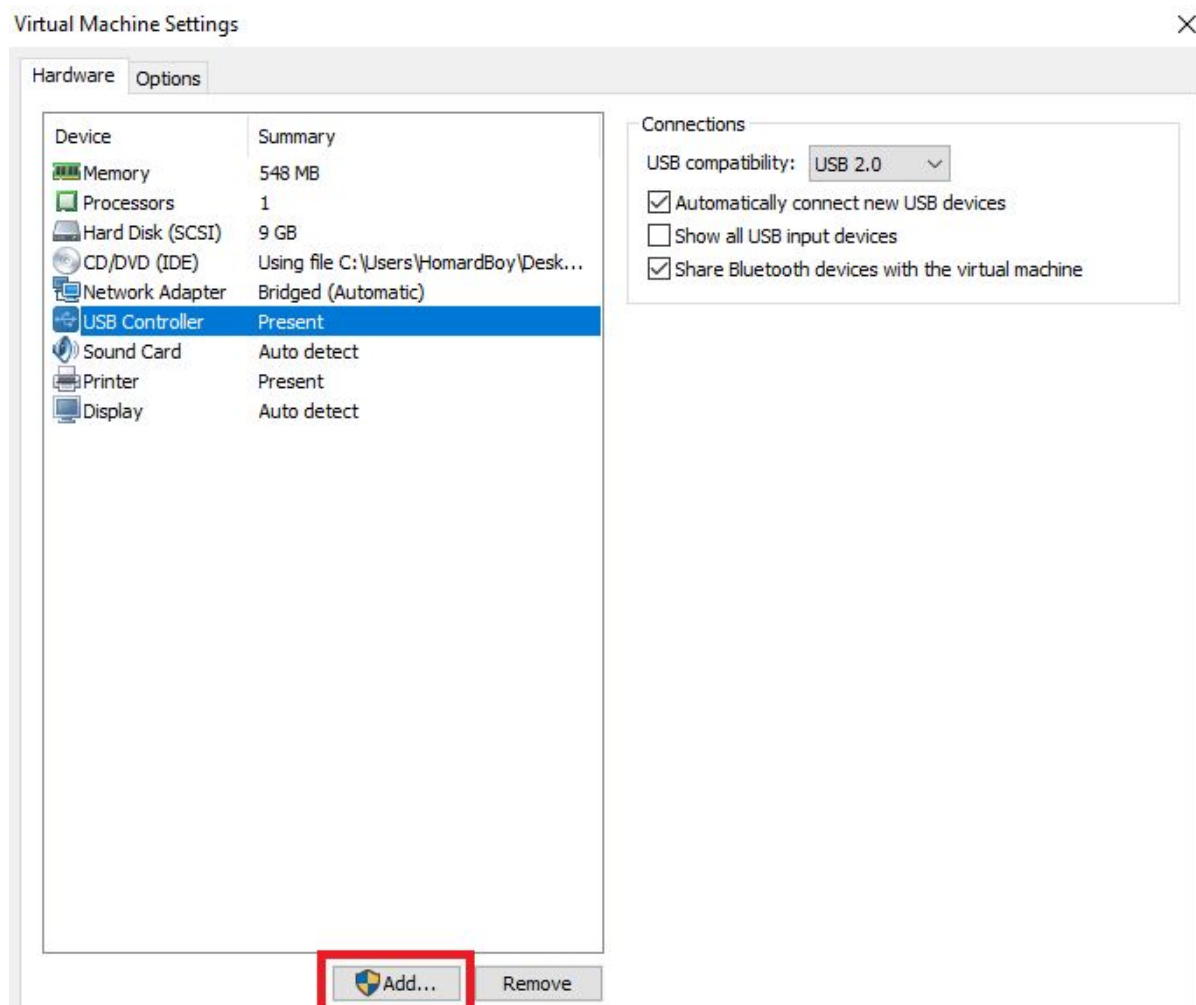 Virtual Machine Settings
Hardware Options
Device Summary
Memory 548 MB
Processors 1
Hard Disk (SCSI) 9 GB
CD/DVD (IDE) Using file C:\Users\HomardBoy\Desk...
Network Adapter Bridged (Automatic)
USB Controller Present
Sound Card Auto detect
Printer Present
Display Auto detect
Connections
USB compatibility: USB 2.0
Automatically connect new USB devices
Show all USB input devices
Share Bluetooth devices with the virtual machine
Add... Remove